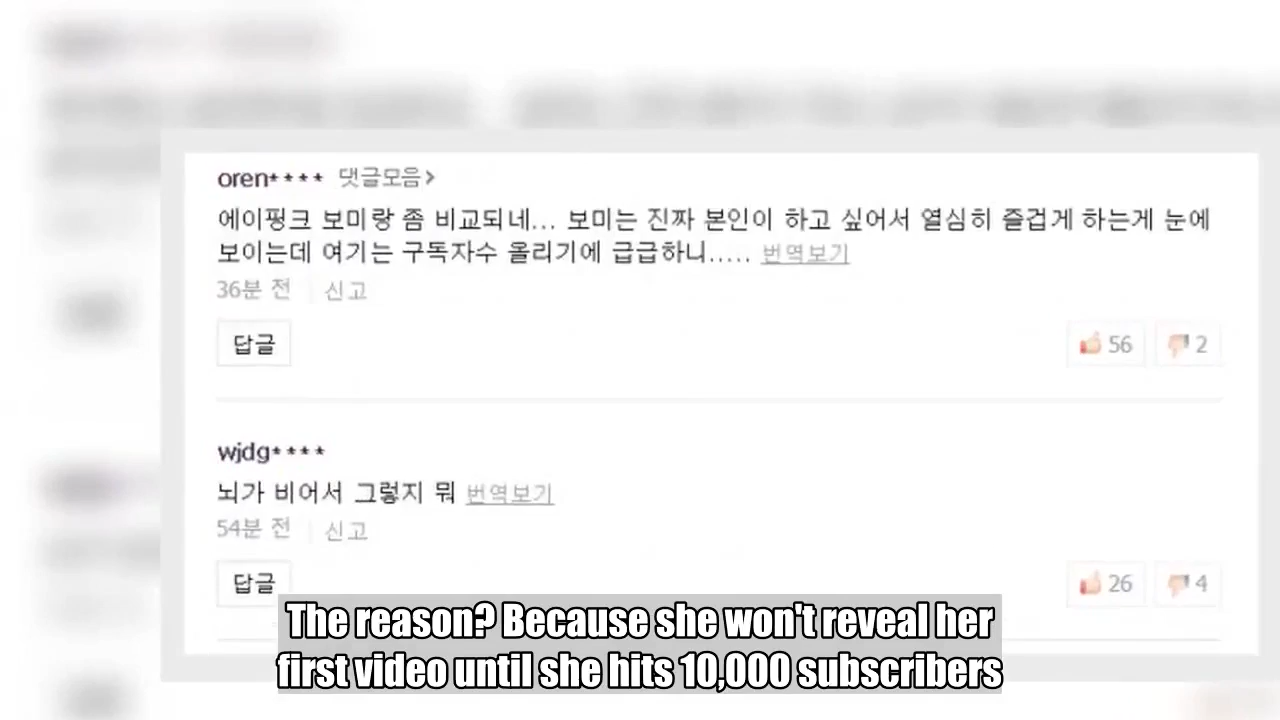 oren**** 댓글모음>
에이핑크 보미랑 좀 비교되네... 보미는 진짜 본인이 하고 싶어서 열심히 즐겁게 하는게 눈에
보이는데 여기는 구독자수 올리기에 급급하니..... 번역보기
36분 전 신고
답글 56 2
wjdg****
뇌가 비어서 그렇지 뭐 번역보기
54분 전 신고
답글 26 4
The reason? Because she won't reveal her
first video until she hits 10,000 subscribers